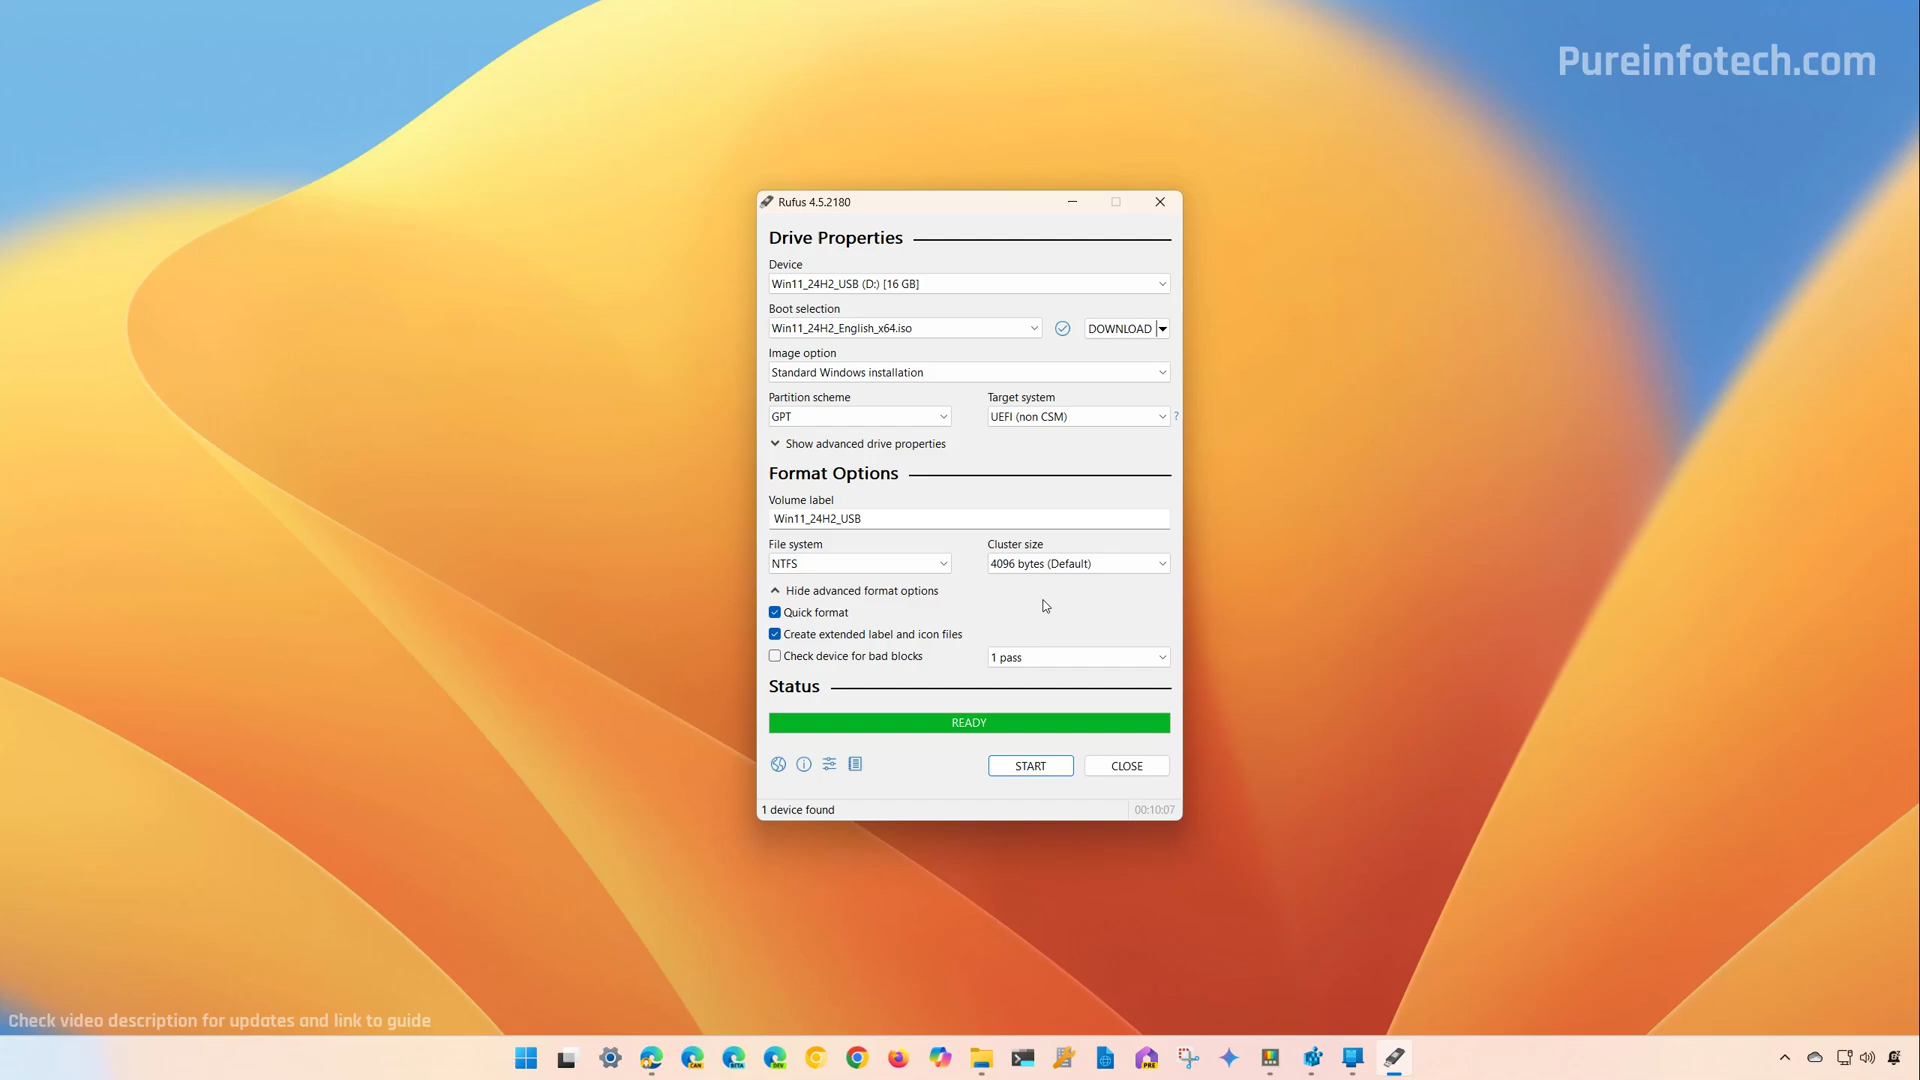 Pureinfotech.com
Rufus 4.5.2180
Drive Properties
Device
Win11_24H2_USB (D:) [16 GB]
Boot selection
Win11_24H2_English_x64.iso
DOWNLOAD
Image option
Standard Windows installation
Partition scheme
Target system
GPT
UEFI (non CSM)
?
Show advanced drive properties
Format Options
Volume label
Win11_24H2_USB
File system
Cluster size
NTFS
4096 bytes (Default)
Hide advanced format options
Quick format
Create extended label and icon files
Check device for bad blocks
1 pass
Status
READY
START
CLOSE
1 device found
00:10:07
Check video description for updates and link to guide
CAN
BETA
DEV
PRE